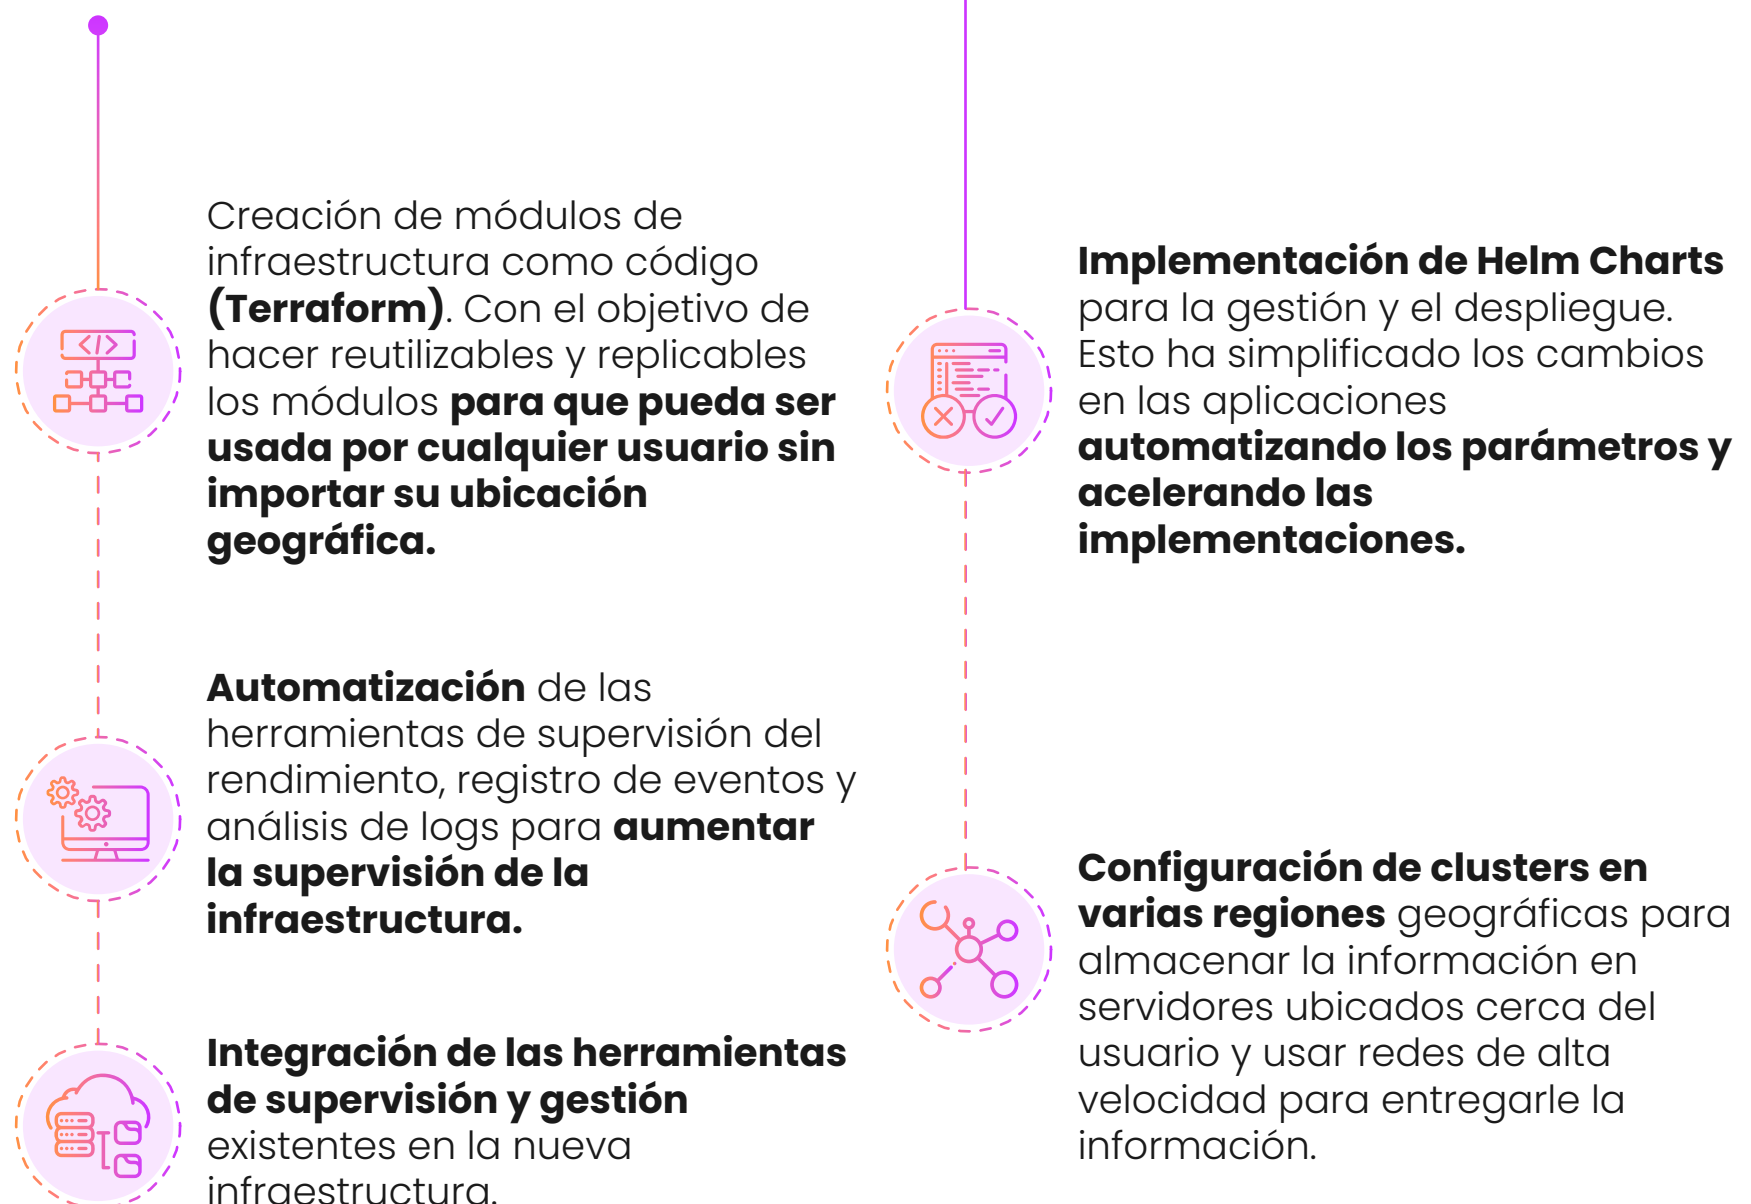 Creación de módulos de
infraestructura como código
(Terraform). Con el objetivo de
hacer reutilizables y replicables
los módulos para que pueda ser
usada por cualquier usuario sin
importar su ubicación
geográfica.
Automatización de las
herramientas de supervisión del
rendimiento, registro de eventos y
análisis de logs para aumentar
la supervisión de la
infraestructura.
Integración de las herramientas
de supervisión y gestión
existentes en la nueva
infraestructura.
Implementación de Helm Charts
para la gestión y el despliegue.
Esto ha simplificado los cambios
en las aplicaciones
automatizando los parámetros y
acelerando las
implementaciones.
Configuración de clusters en
varias regiones geográficas para
almacenar la información en
servidores ubicados cerca del
usuario y usar redes de alta
velocidad para entregarle la
información.